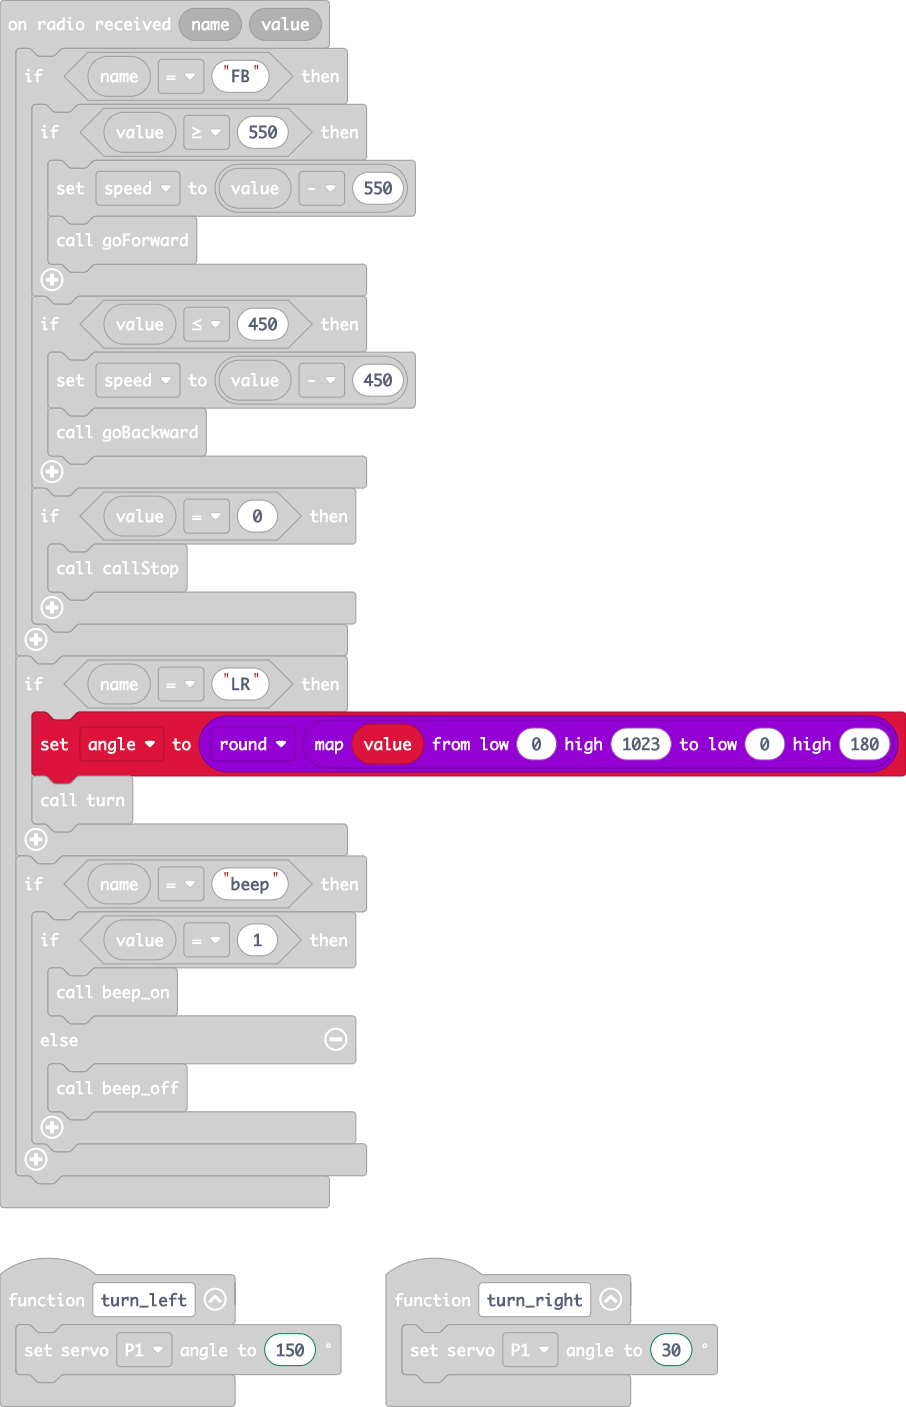 on radio received name value
if name = "FB" then
if value ≥ 550 then
set speed to value - 550
call goForward
if value ≤ 450 then
set speed to value - 450
call goBackward
if value = 0 then
call callStop
if name = "LR" then
set angle to round map value from low 0 high 1023 to low 0 high 180
call turn
if name = "beep" then
if value = 1 then
call beep_on
else
call beep_off
function turn_left
set servo P1 angle to 150 °
function turn_right
set servo P1 angle to 30 °